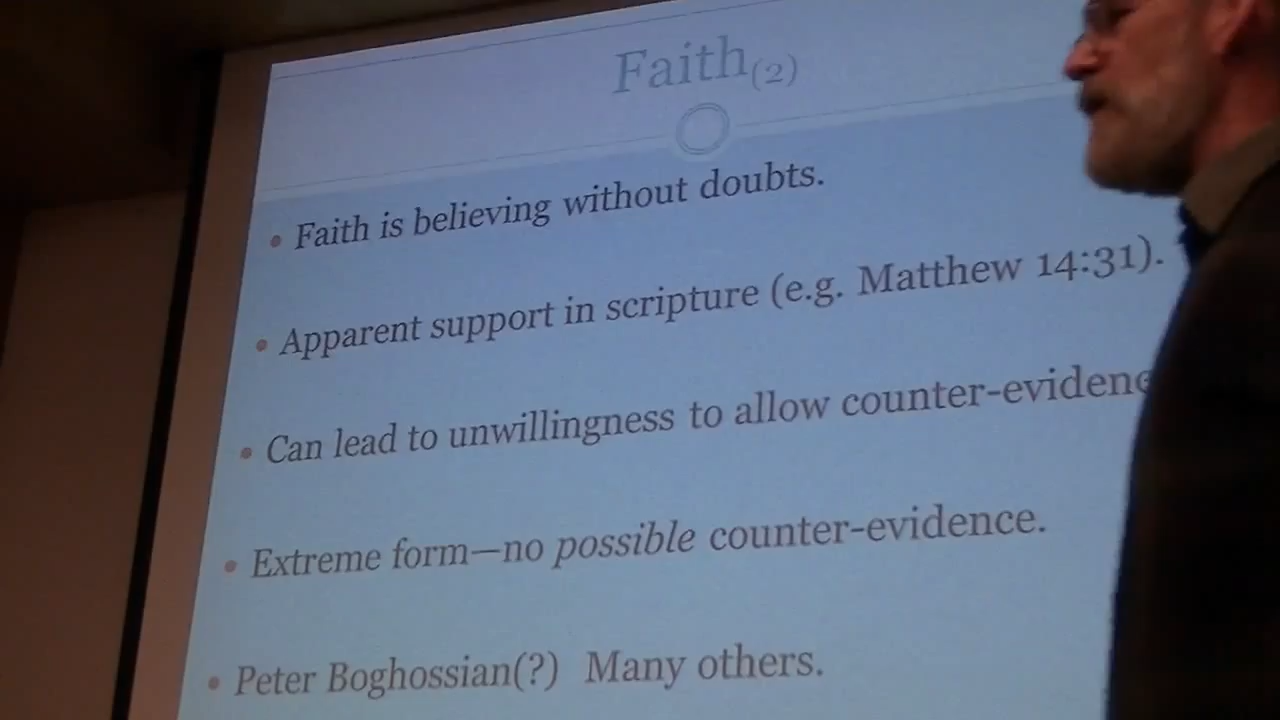 Faith(2)
• Faith is believing without doubts.
• Apparent support in scripture (e.g. Matthew 14:31).
• Can lead to unwillingness to allow counter-evidenc
• Extreme form—no possible counter-evidence.
• Peter Boghossian(?) Many others.